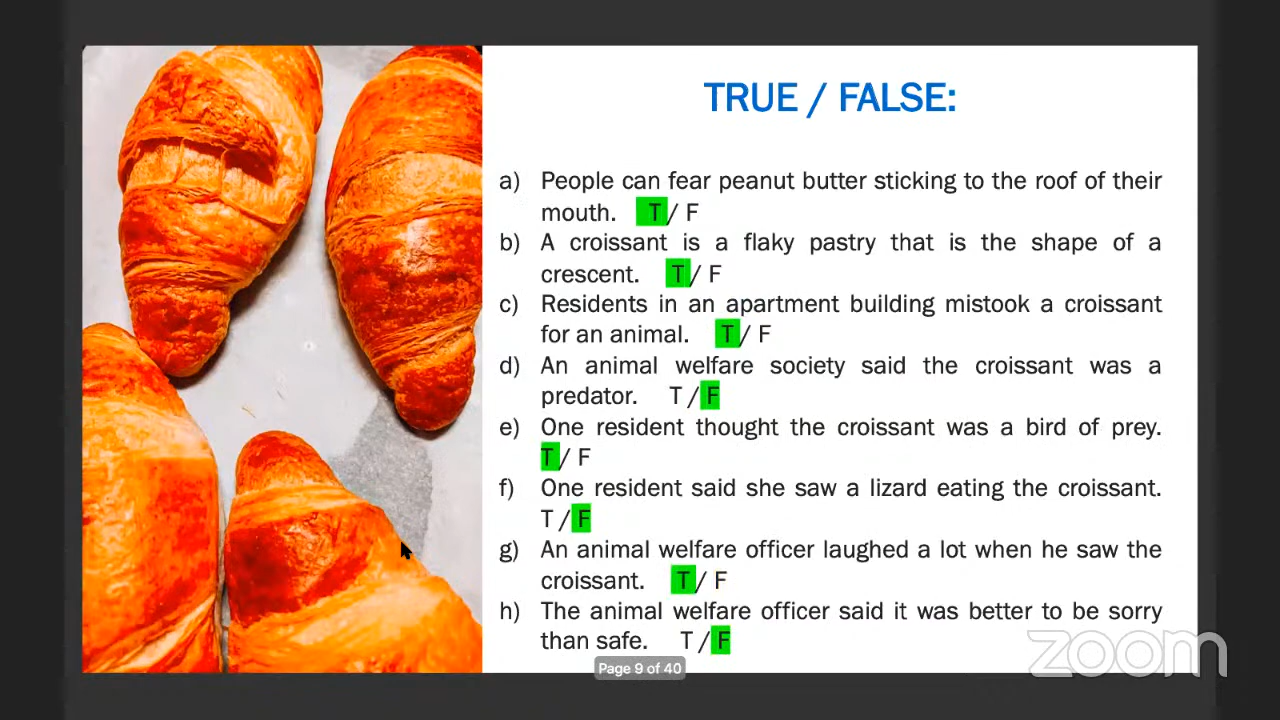 TRUE / FALSE:
a) People can fear peanut butter sticking to the roof of their
mouth. T / F
b) A croissant is a flaky pastry that is the shape of a
crescent. T / F
c) Residents in an apartment building mistook a croissant
for an animal. T / F
d) An animal welfare society said the croissant was a
predator. T / F
e) One resident thought the croissant was a bird of prey.
T / F
f) One resident said she saw a lizard eating the croissant.
T / F
g) An animal welfare officer laughed a lot when he saw the
croissant. T / F
h) The animal welfare officer said it was better to be sorry
than safe. T / F
Page 9 of 40
zoom